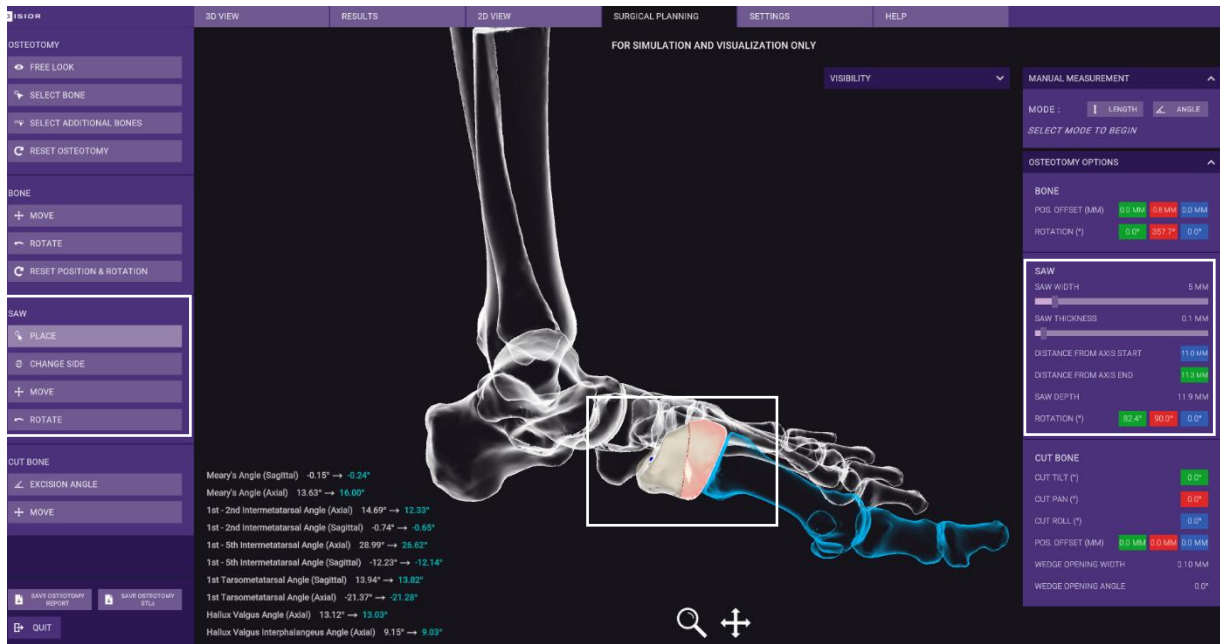 ISIOR
3D VIEW RESULTS 2D VIEW SURGICAL PLANNING SETTINGS HELP
OSTEOTOMY
FREE LOOK
SELECT BONE
SELECT ADDITIONAL BONES
RESET OSTEOTOMY
BONE
MOVE
ROTATE
RESET POSITION & ROTATION
SAW
PLACE
CHANGE SIDE
MOVE
ROTATE
CUT BONE
EXCISION ANGLE
MOVE
SAVE OSTEOTOMY
REPORT
SAVE OSTEOTOMY
STLs
QUIT
FOR SIMULATION AND VISUALIZATION ONLY
VISIBILITY
Meary's Angle (Sagittal) -0.15° → -0.24°
Meary's Angle (Axial) 13.63° → 16.00°
1st - 2nd Intermetatarsal Angle (Axial) 14.69° → 12.33°
1st - 2nd Intermetatarsal Angle (Sagittal) -0.74° → -0.65°
1st - 5th Intermetatarsal Angle (Axial) 28.99° → 26.62°
1st - 5th Intermetatarsal Angle (Sagittal) -12.23° → -12.14°
1st Tarsometatarsal Angle (Sagittal) 13.94° → 13.82°
1st Tarsometatarsal Angle (Axial) -21.37° → -21.28°
Hallux Valgus Angle (Axial) 13.12° → 13.03°
Hallux Valgus Interphalangeus Angle (Axial) 9.15° → 9.03°
MANUAL MEASUREMENT
MODE : LENGTH ANGLE
SELECT MODE TO BEGIN
OSTEOTOMY OPTIONS
BONE
POS. OFFSET (MM) 0.0 MM -0.8 MM 0.0 MM
ROTATION (°) 0.0° 357.7° 0.0°
SAW
SAW WIDTH 5 MM
SAW THICKNESS 0.1 MM
DISTANCE FROM AXIS START 11.0 MM
DISTANCE FROM AXIS END 11.3 MM
SAW DEPTH 11.9 MM
ROTATION (°) 82.4° 90.0° 0.0°
CUT BONE
CUT TILT (°) 0.0°
CUT PAN (°) 0.0°
CUT ROLL (°) 0.0°
POS. OFFSET (MM) 0.0 MM 0.0 MM 0.0 MM
WEDGE OPENING WIDTH 0.10 MM
WEDGE OPENING ANGLE 0.0°